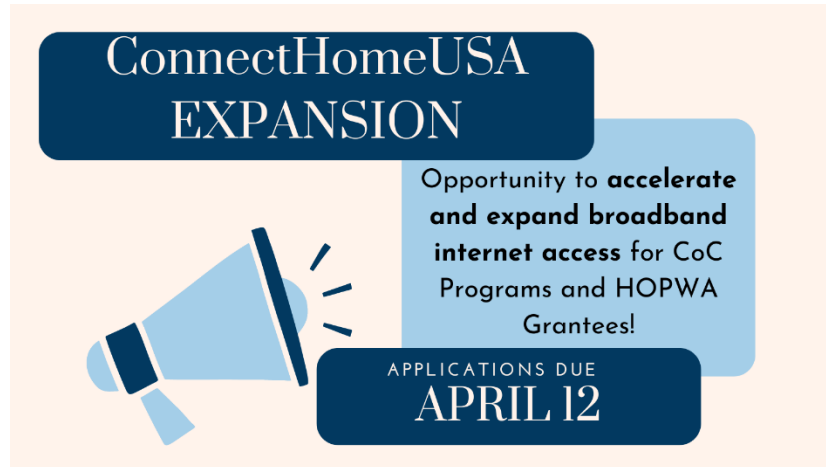 ConnectHomeUSA
EXPANSION
Opportunity to accelerate
and expand broadband
internet access for CoC
Programs and HOPWA
Grantees!
APPLICATIONS DUE
APRIL 12